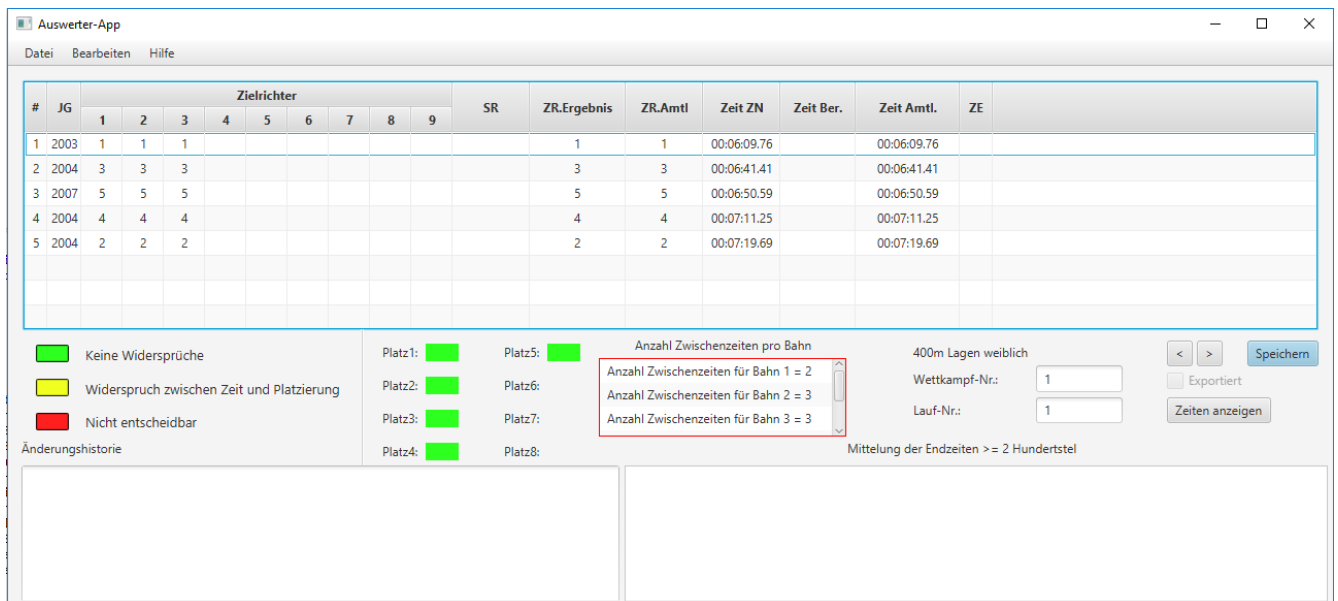 Auswerter-App
Datei Bearbeiten Hilfe
# JG Zielrichter SR ZR.Ergebnis ZR.Amtl Zeit ZN Zeit Ber. Zeit Amtl. ZE
1 2 3 4 5 6 7 8 9
1 2003 1 1 1 1 1 00:06:09.76 00:06:09.76
2 2004 3 3 3 3 3 00:06:41.41 00:06:41.41
3 2007 5 5 5 5 5 00:06:50.59 00:06:50.59
4 2004 4 4 4 4 4 00:07:11.25 00:07:11.25
5 2004 2 2 2 2 2 00:07:19.69 00:07:19.69
Keine Widersprüche
Widerspruch zwischen Zeit und Platzierung
Nicht entscheidbar
Platz1: Platz5:
Platz2: Platz6:
Platz3: Platz7:
Platz4: Platz8:
Anzahl Zwischenzeiten pro Bahn
Anzahl Zwischenzeiten für Bahn 1 = 2
Anzahl Zwischenzeiten für Bahn 2 = 3
Anzahl Zwischenzeiten für Bahn 3 = 3
400m Lagen weiblich
Wettkampf-Nr.: 1
Lauf-Nr.: 1
< > Speichern
Exportiert
Zeiten anzeigen
Änderungshistorie
Mittelung der Endzeiten >= 2 Hundertstel